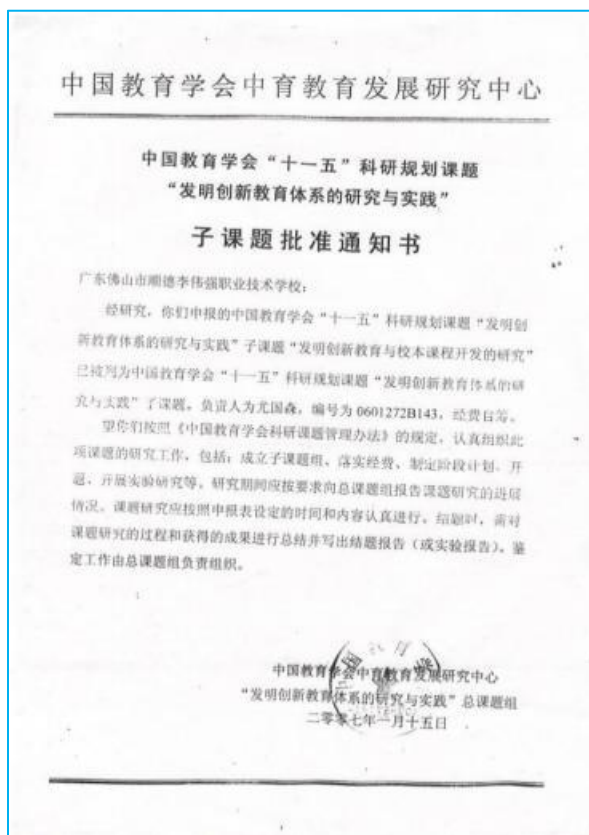 中国教育学会中育教育发展研究中心
中国教育学会“十一五”科研规划课题
“发明创新教育体系的研究与实践”
子课题批准通知书
广东佛山市顺德李伟强职业技术学校：
经研究，你们申报的中国教育学会“十一五”科研规划课题“发明创
新教育体系的研究与实践”子课题“发明创新教育与校本课程开发的研究”
已被列为中国教育学会“十一五”科研规划课题“发明创新教育体系的研
究与实践”子课题。负责人为尤国森，编号为 0601272B143，经费自筹。
望你们按照《中国教育学会科研课题管理办法》的规定，认真组织此
项课题的研究工作，包括：成立子课题组、落实经费、制定阶段计划、开
题、开展实验研究等。研究期间应按要求向总课题组报告课题研究的进展
情况。课题研究应按照申报表设定的时间和内容认真进行。结题时，需对
课题研究的过程和获得的成果进行总结并写出结题报告（或实验报告）。鉴
定工作由总课题组负责组织。
中国教育学会中育教育发展研究中心
“发明创新教育体系的研究与实践”总课题组
二零零七年一月十五日